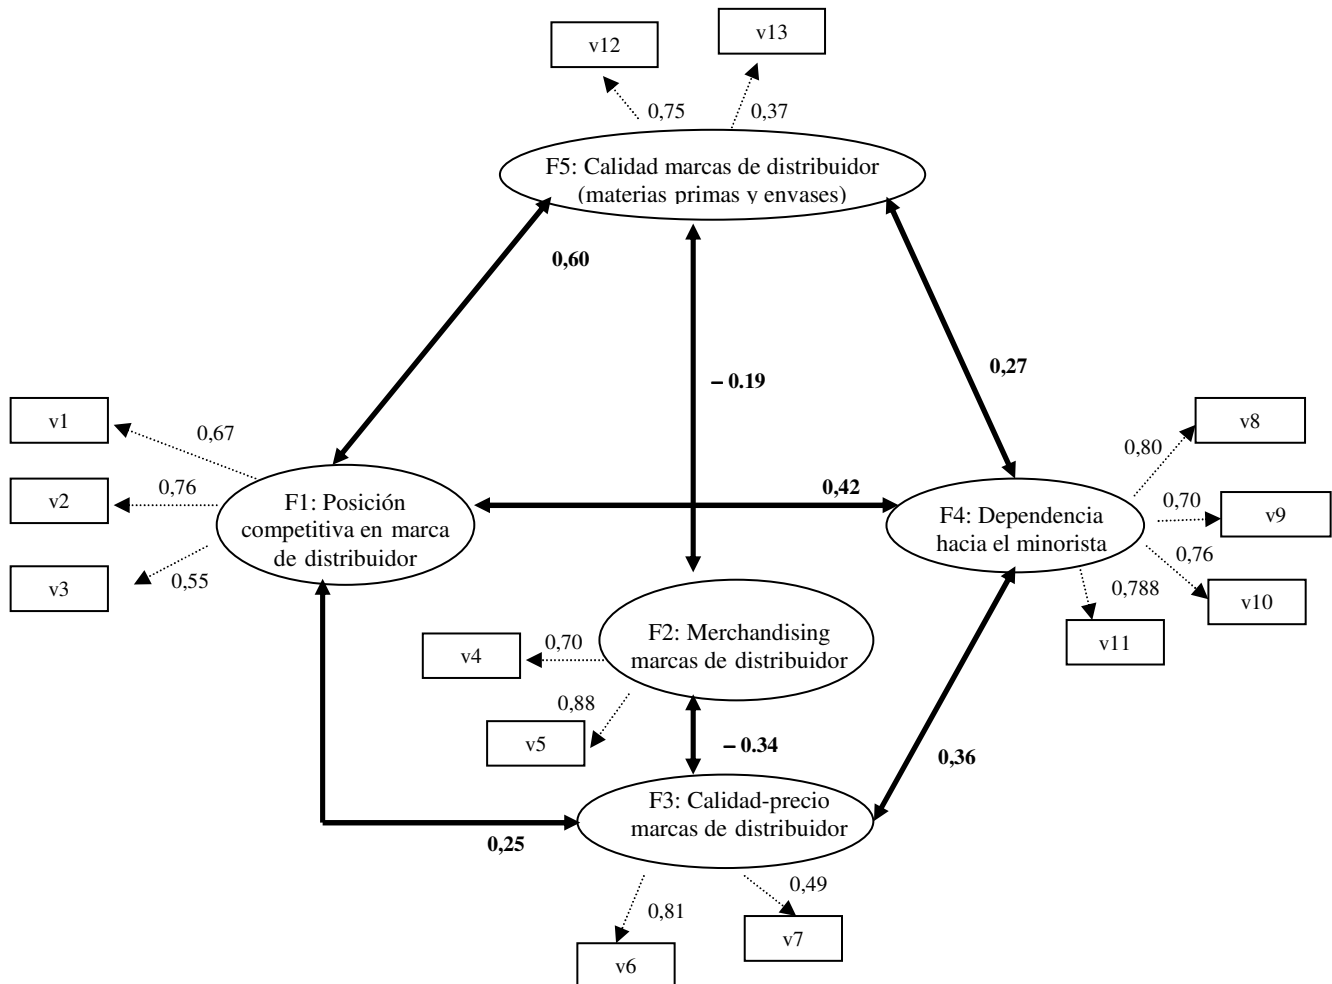 v12
v13
0,75
0,37
F5: Calidad marcas de distribuidor
(materias primas y envases)
0,60
– 0.19
0,27
v1
0,67
v8
0,80
v2
0,76
F1: Posición
competitiva en marca
de distribuidor
0,42
F4: Dependencia
hacia el minorista
0,70
v9
v3
0,55
0,76
v10
0,788
v11
F2: Merchandising
marcas de distribuidor
v4
0,70
0,88
v5
– 0.34
0,36
F3: Calidad-precio
marcas de distribuidor
0,25
0,49
0,81
v7
v6